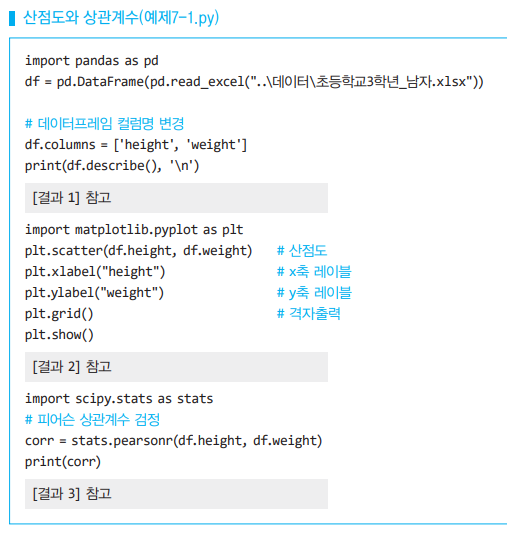 산점도와 상관계수(예제7-1.py)
import pandas as pd
df = pd.DataFrame(pd.read_excel("..\데이터\초등학교3학년_남자.xlsx"))
# 데이터프레임 컬럼명 변경
df.columns = ['height', 'weight']
print(df.describe(), '\n')
[결과 1] 참고
import matplotlib.pyplot as plt
plt.scatter(df.height, df.weight) # 산점도
plt.xlabel("height") # x축 레이블
plt.ylabel("weight") # y축 레이블
plt.grid() # 격자출력
plt.show()
[결과 2] 참고
import scipy.stats as stats
# 피어슨 상관계수 검정
corr = stats.pearsonr(df.height, df.weight)
print(corr)
[결과 3] 참고